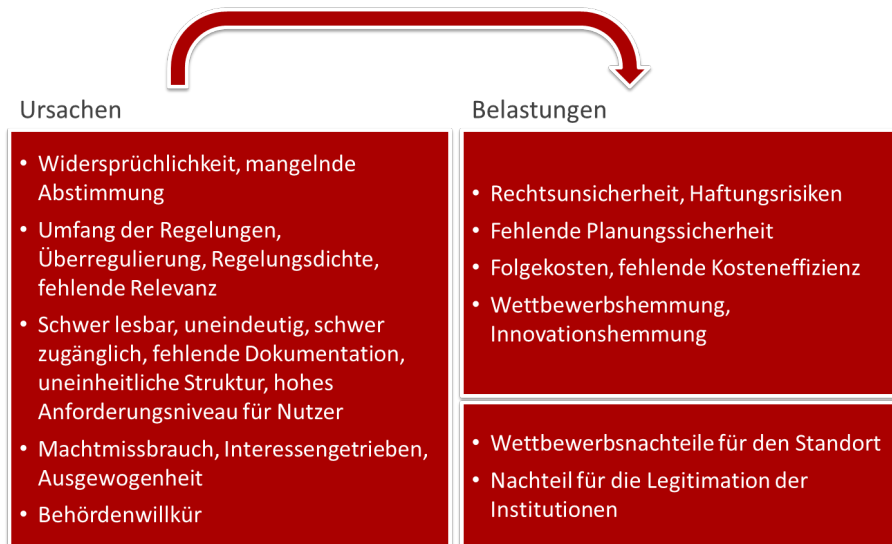 Ursachen
• Widersprüchlichkeit, mangelnde
Abstimmung
• Umfang der Regelungen,
Überregulierung, Regelungsdichte,
fehlende Relevanz
• Schwer lesbar, uneindeutig, schwer
zugänglich, fehlende Dokumentation,
uneinheitliche Struktur, hohes
Anforderungsniveau für Nutzer
• Machtmissbrauch, Interessengetrieben,
Ausgewogenheit
• Behördenwillkür
Belastungen
• Rechtsunsicherheit, Haftungsrisiken
• Fehlende Planungssicherheit
• Folgekosten, fehlende Kosteneffizienz
• Wettbewerbshemmung,
Innovationshemmung
• Wettbewerbsnachteile für den Standort
• Nachteil für die Legitimation der
Institutionen